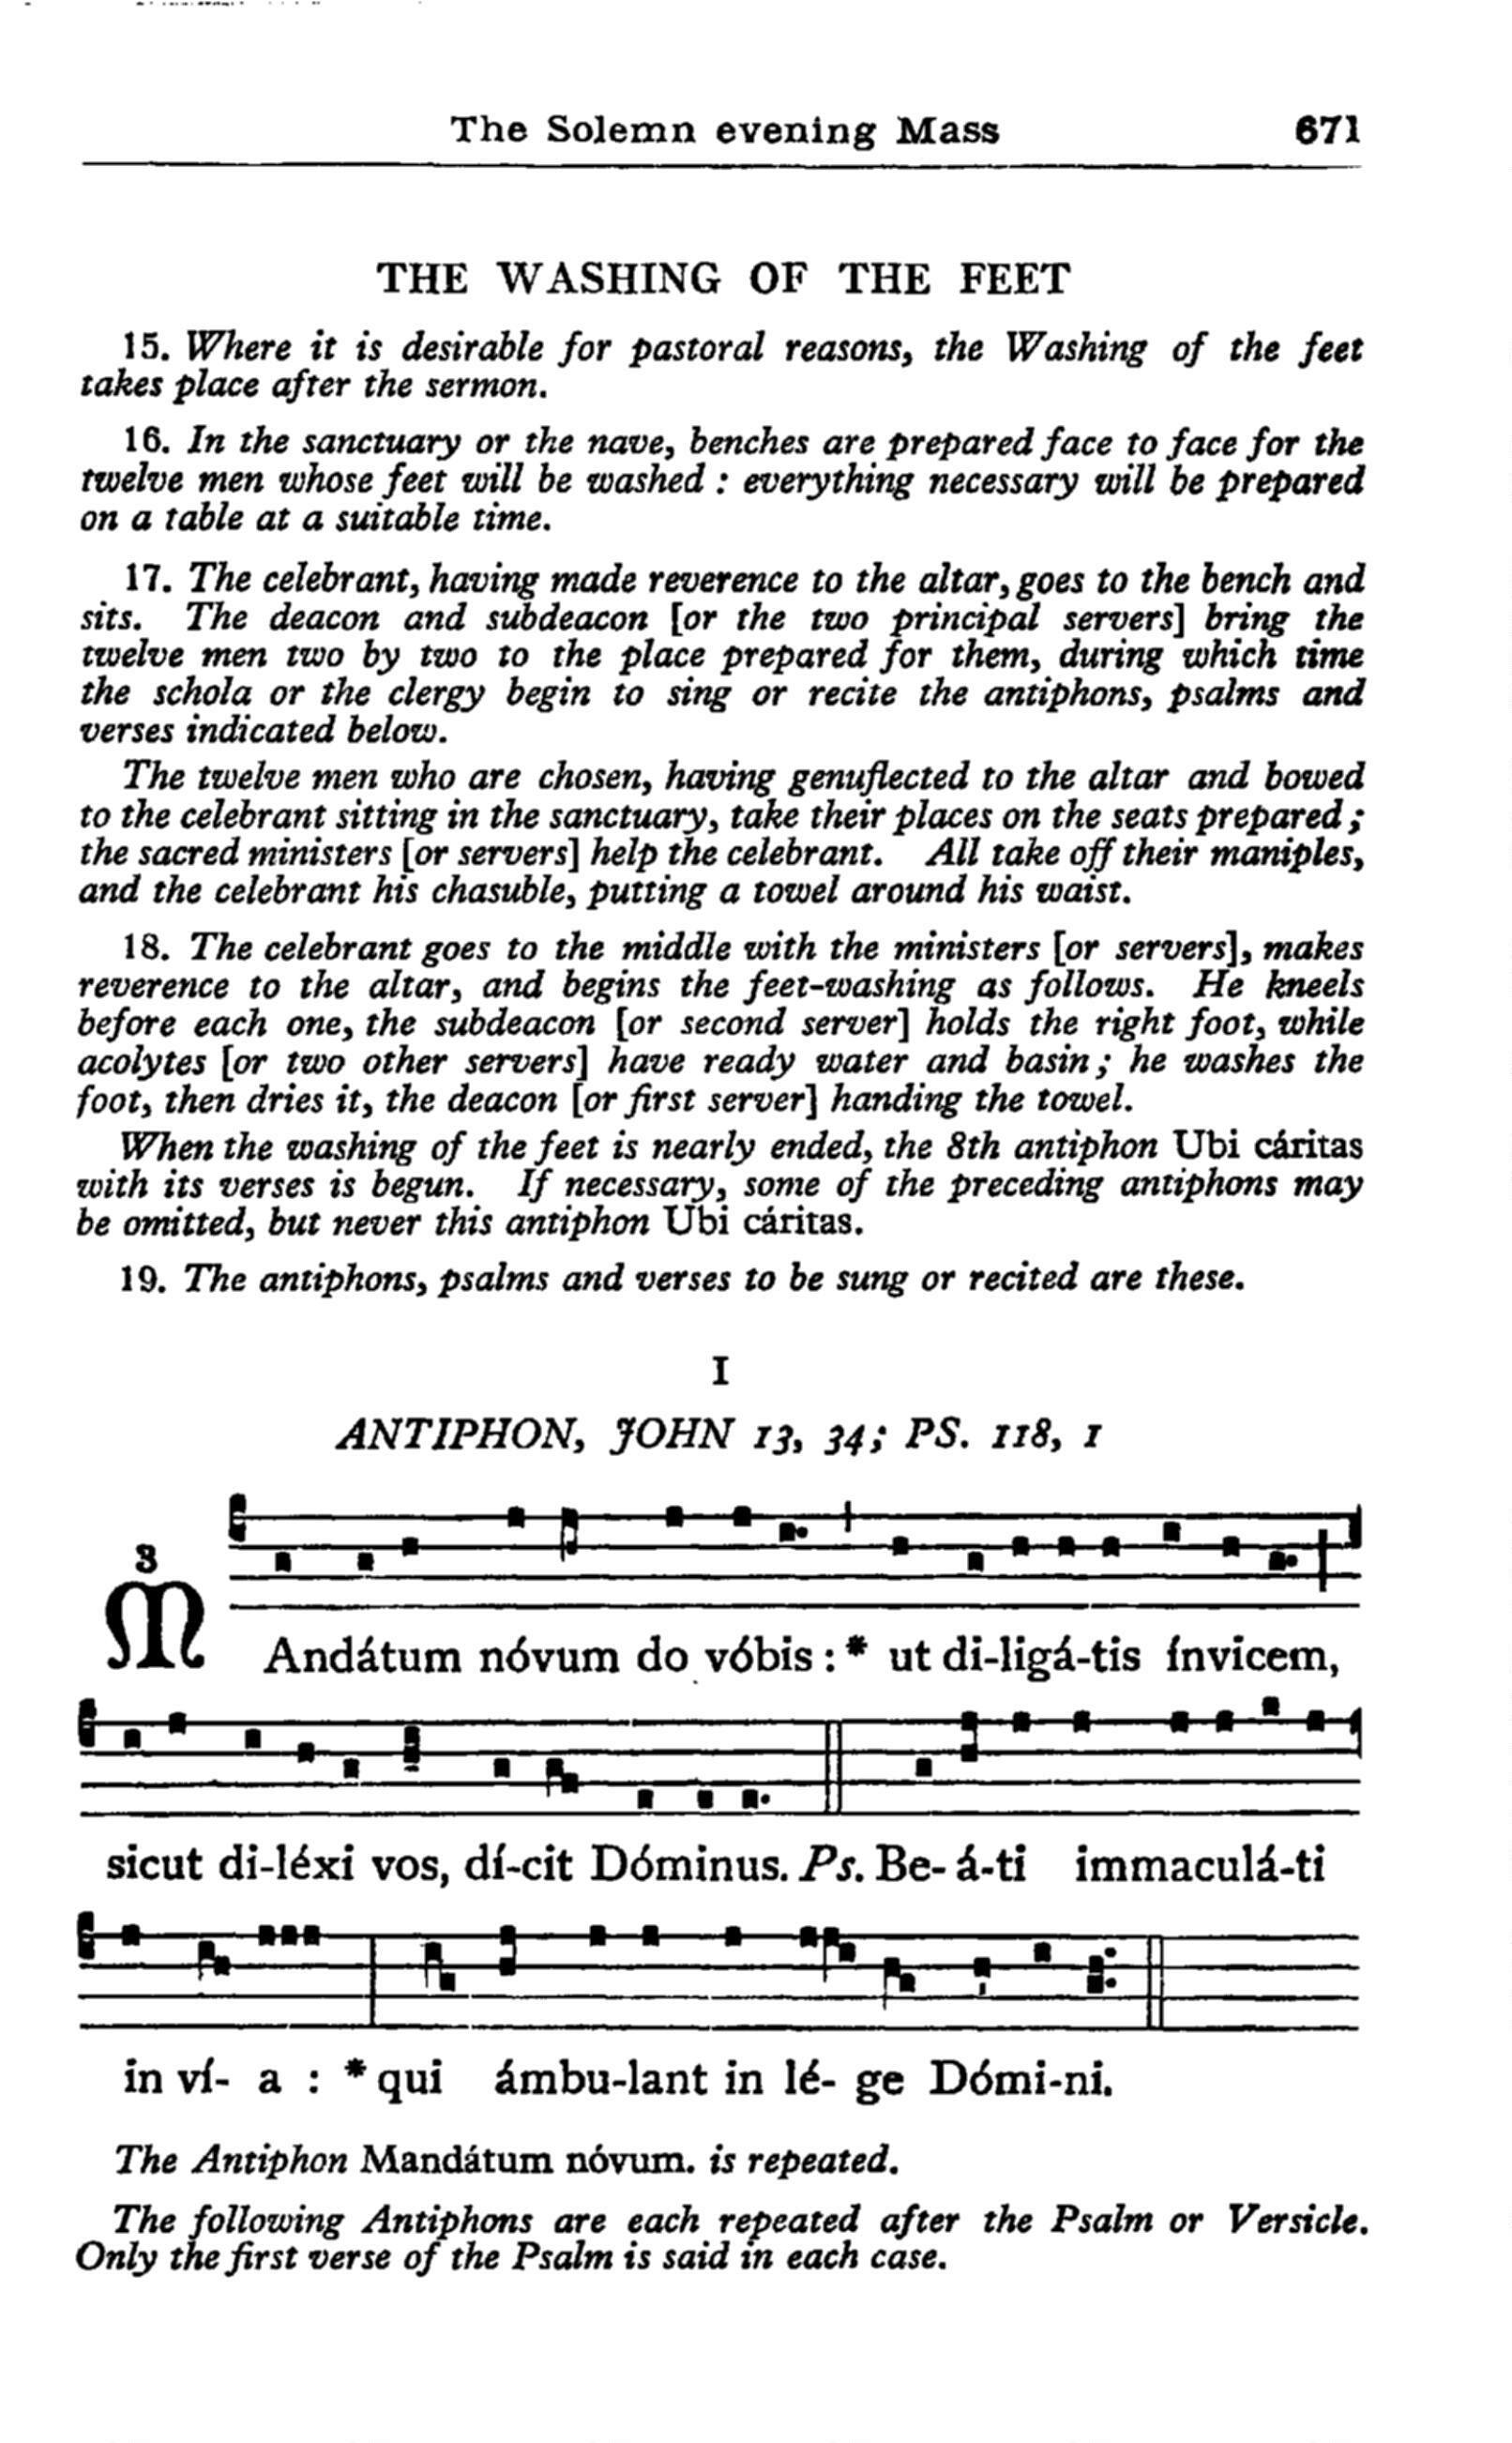 The Solemn evening Mass 671
THE WASHING OF THE FEET
15. Where it is desirable for pastoral reasons, the Washing of the feet
takes place after the sermon.
16. In the sanctuary or the nave, benches are prepared face to face for the
twelve men whose feet will be washed : everything necessary will be prepared
on a table at a suitable time.
17. The celebrant, having made reverence to the altar, goes to the bench and
sits. The deacon and subdeacon [or the two principal servers] bring the
twelve men two by two to the place prepared for them, during which time
the schola or the clergy begin to sing or recite the antiphons, psalms and
verses indicated below.
The twelve men who are chosen, having genuflected to the altar and bowed
to the celebrant sitting in the sanctuary, take their places on the seats prepared ;
the sacred ministers [or servers] help the celebrant. All take off their maniples,
and the celebrant his chasuble, putting a towel around his waist.
18. The celebrant goes to the middle with the ministers [or servers], makes
reverence to the altar, and begins the feet-washing as follows. He kneels
before each one, the subdeacon [or second server] holds the right foot, while
acolytes [or two other servers] have ready water and basin ; he washes the
foot, then dries it, the deacon [or first server] handing the towel.
When the washing of the feet is nearly ended, the 8th antiphon Ubi cáritas
with its verses is begun. If necessary, some of the preceding antiphons may
be omitted, but never this antiphon Ubi cáritas.
19. The antiphons, psalms and verses to be sung or recited are these.
I
ANTIPHON, JOHN 13, 34; PS. 118, 1
3
MAndátum nóvum do vóbis : * ut di-ligá-tis ínvicem,
sicut di-léxi vos, dí-cit Dóminus. Ps. Be- á-ti immaculá-ti
in ví- a : * qui ámbu-lant in lé- ge Dómi-ni.
The Antiphon Mandátum nóvum. is repeated.
The following Antiphons are each repeated after the Psalm or Versicle.
Only the first verse of the Psalm is said in each case.